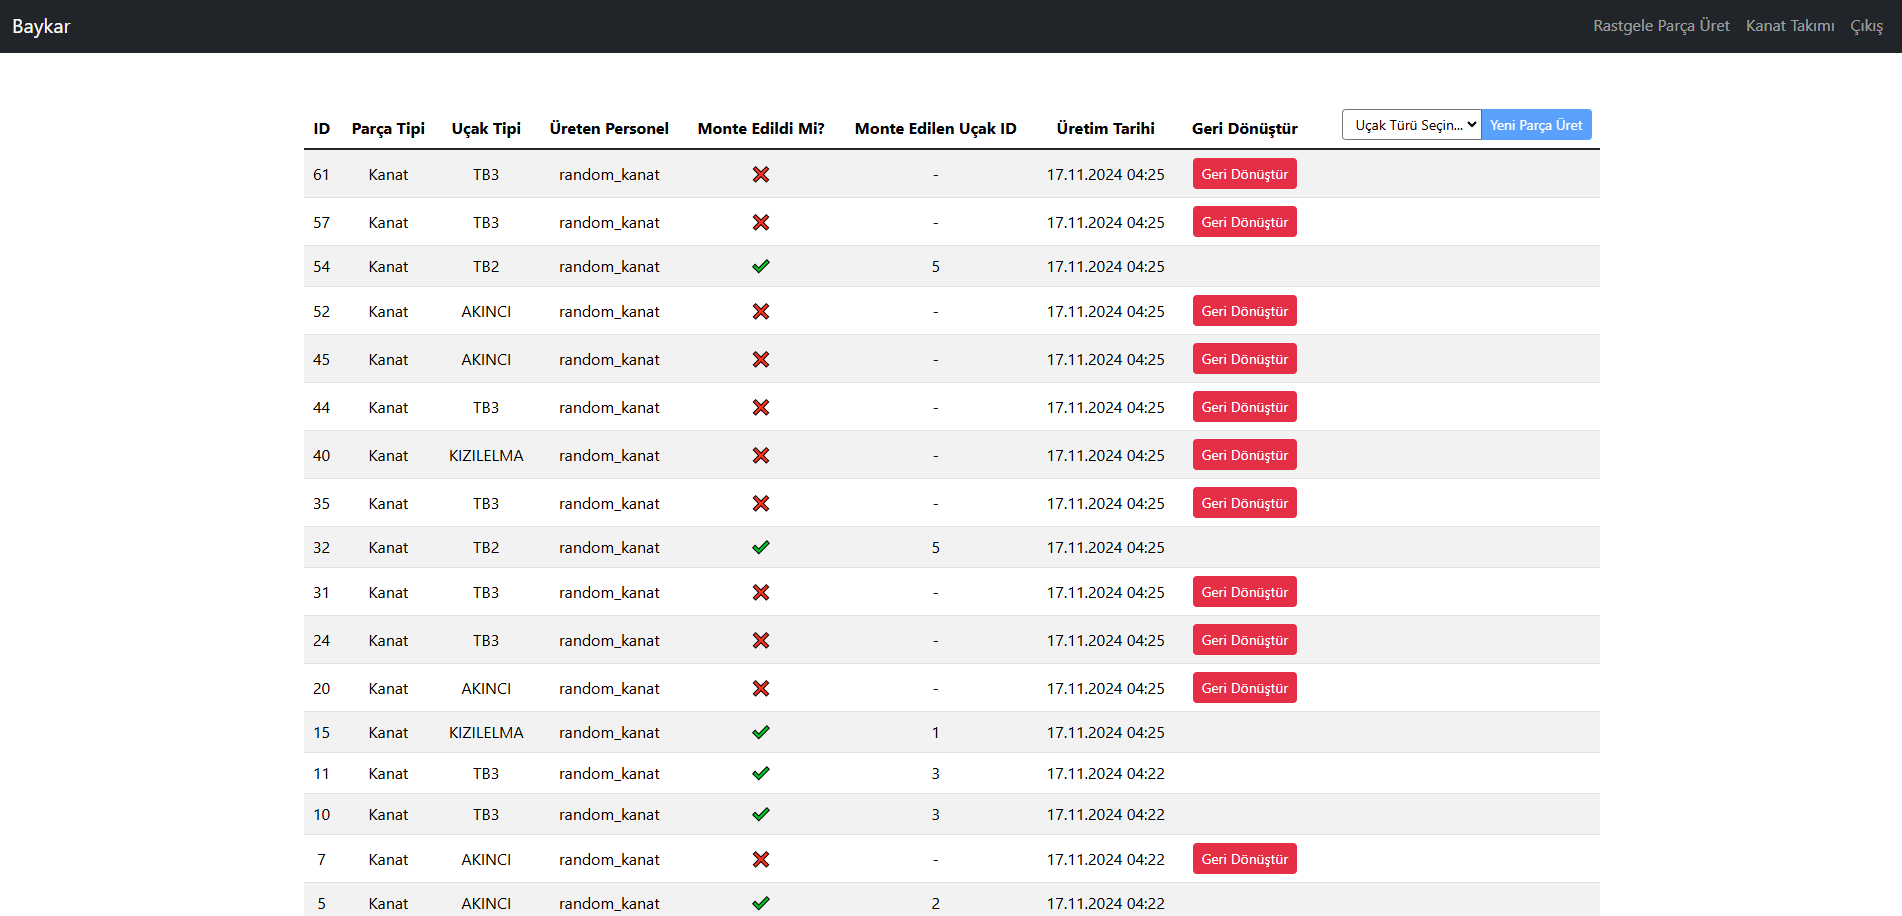 Baykar Rastgele Parça Üret Kanat Takımı Çıkış
ID Parça Tipi Uçak Tipi Üreten Personel Monte Edildi Mi? Monte Edilen Uçak ID Üretim Tarihi Geri Dönüştür Uçak Türü Seçin... Yeni Parça Üret
61 Kanat TB3 random_kanat - 17.11.2024 04:25 Geri Dönüştür
57 Kanat TB3 random_kanat - 17.11.2024 04:25 Geri Dönüştür
54 Kanat TB2 random_kanat 5 17.11.2024 04:25
52 Kanat AKINCI random_kanat - 17.11.2024 04:25 Geri Dönüştür
45 Kanat AKINCI random_kanat - 17.11.2024 04:25 Geri Dönüştür
44 Kanat TB3 random_kanat - 17.11.2024 04:25 Geri Dönüştür
40 Kanat KIZILELMA random_kanat - 17.11.2024 04:25 Geri Dönüştür
35 Kanat TB3 random_kanat - 17.11.2024 04:25 Geri Dönüştür
32 Kanat TB2 random_kanat 5 17.11.2024 04:25
31 Kanat TB3 random_kanat - 17.11.2024 04:25 Geri Dönüştür
24 Kanat TB3 random_kanat - 17.11.2024 04:25 Geri Dönüştür
20 Kanat AKINCI random_kanat - 17.11.2024 04:25 Geri Dönüştür
15 Kanat KIZILELMA random_kanat 1 17.11.2024 04:25
11 Kanat TB3 random_kanat 3 17.11.2024 04:22
10 Kanat TB3 random_kanat 3 17.11.2024 04:22
7 Kanat AKINCI random_kanat - 17.11.2024 04:22 Geri Dönüştür
5 Kanat AKINCI random_kanat 2 17.11.2024 04:22